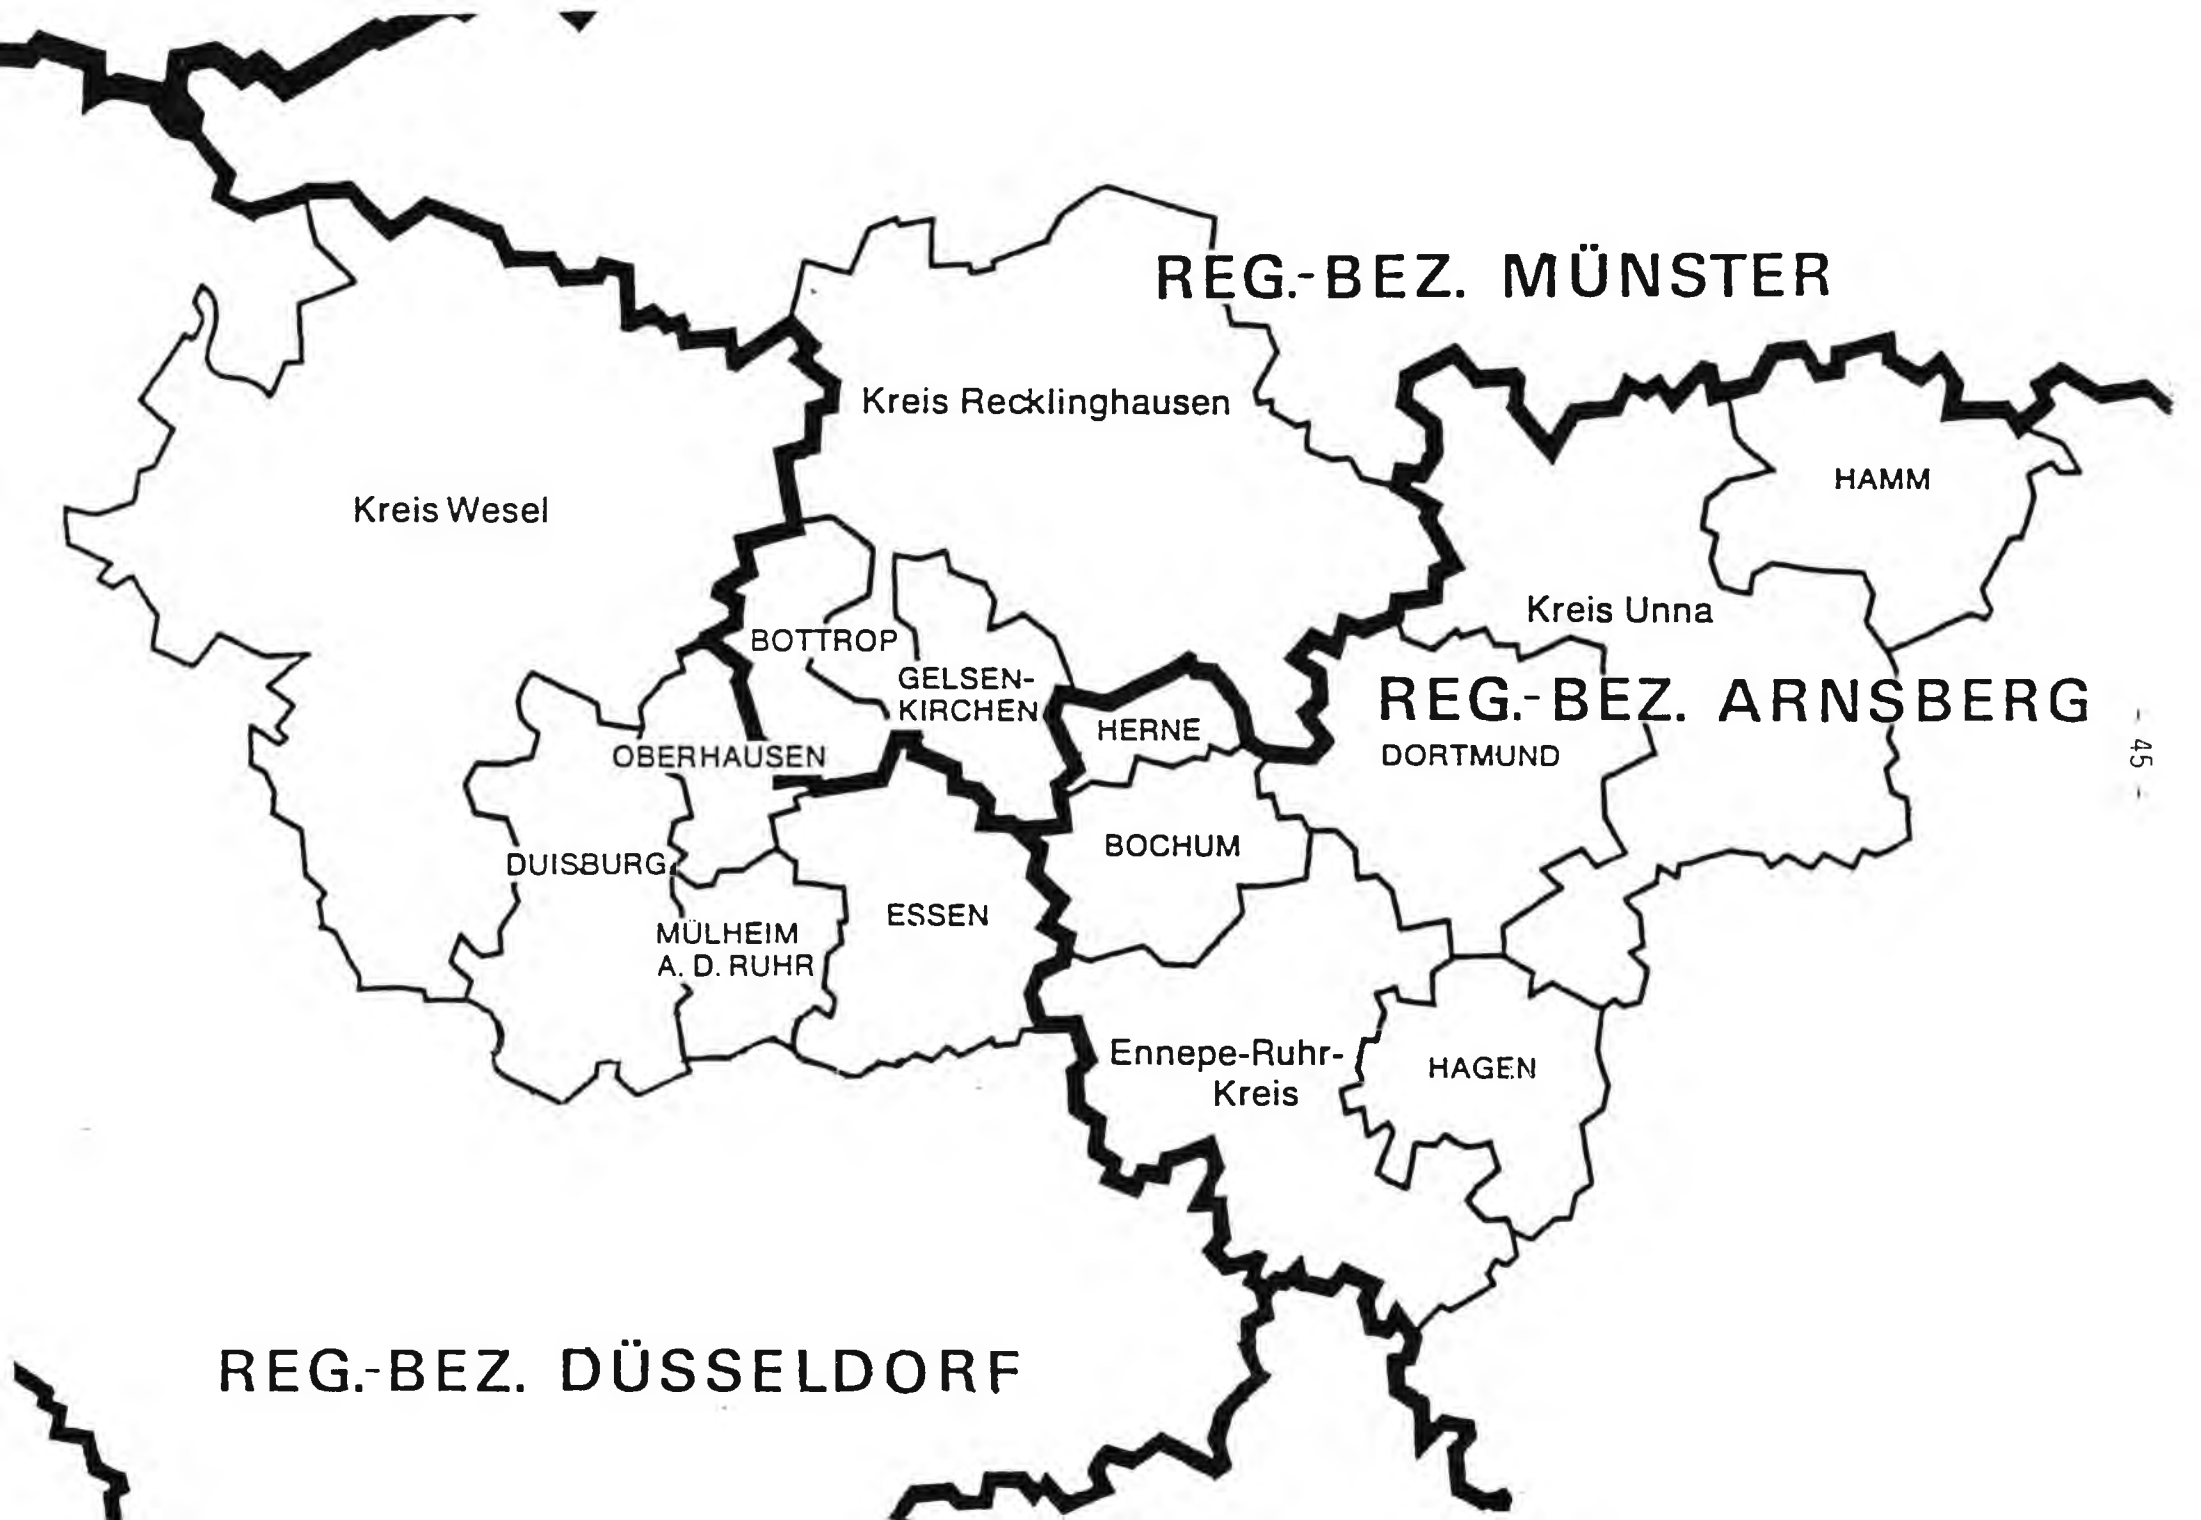 REG.-BEZ. MÜNSTER
Kreis Recklinghausen
HAMM
Kreis Wesel
Kreis Unna
BOTTROP
GELSEN-
KIRCHEN
REG.-BEZ. ARNSBERG
HERNE
DORTMUND
OBERHAUSEN
- 45 -
BOCHUM
DUISBURG
ESSEN
MÜLHEIM
A. D. RUHR
Ennepe-Ruhr-
Kreis
HAGEN
REG.-BEZ. DÜSSELDORF